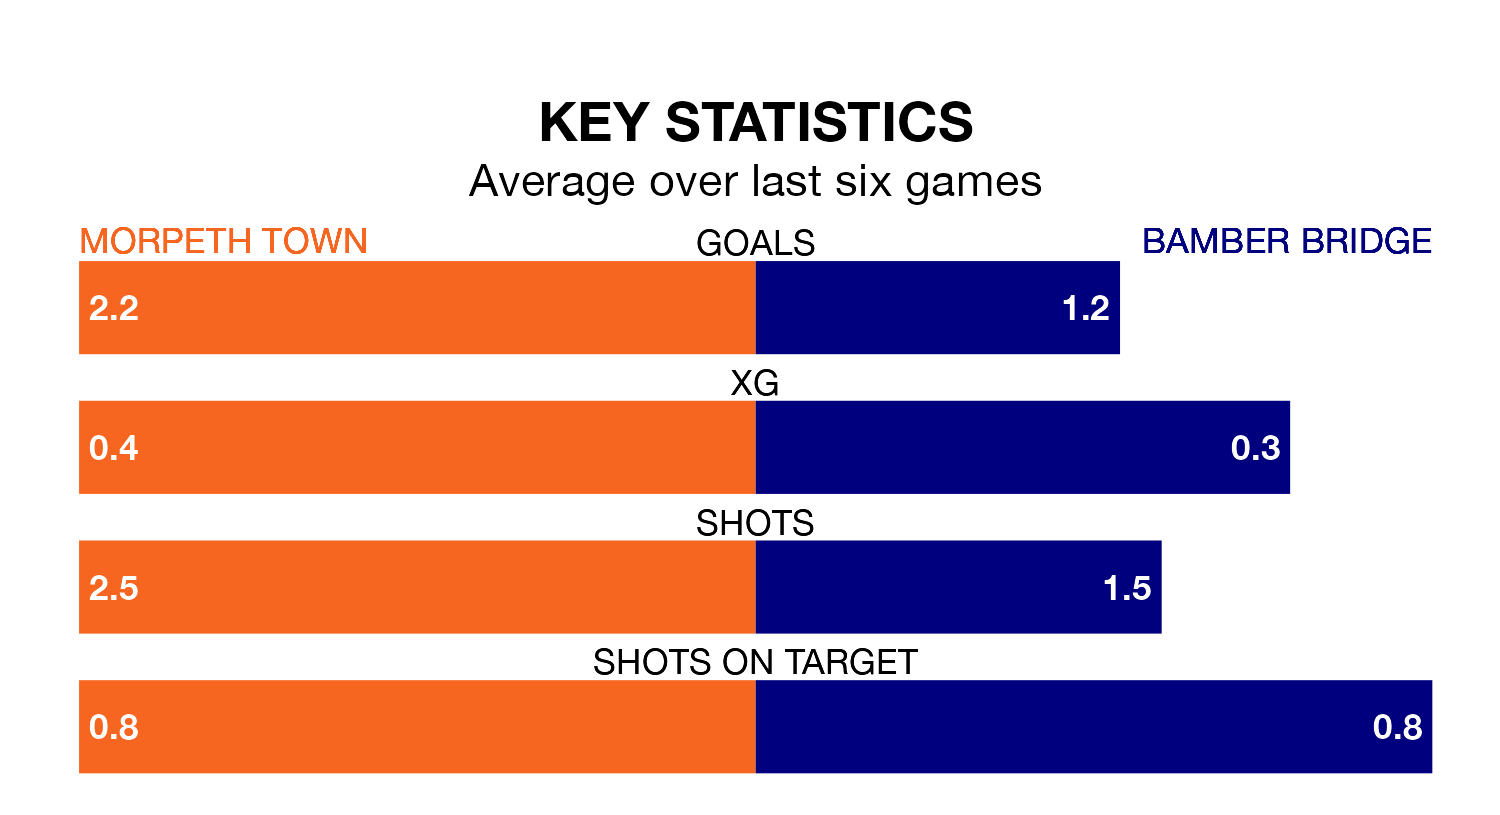 KEY STATISTICS
Average over last six games
MORPETH TOWN GOALS BAMBER BRIDGE
2.2 1.2
XG
0.4 0.3
SHOTS
2.5 1.5
SHOTS ON TARGET
0.8 0.8